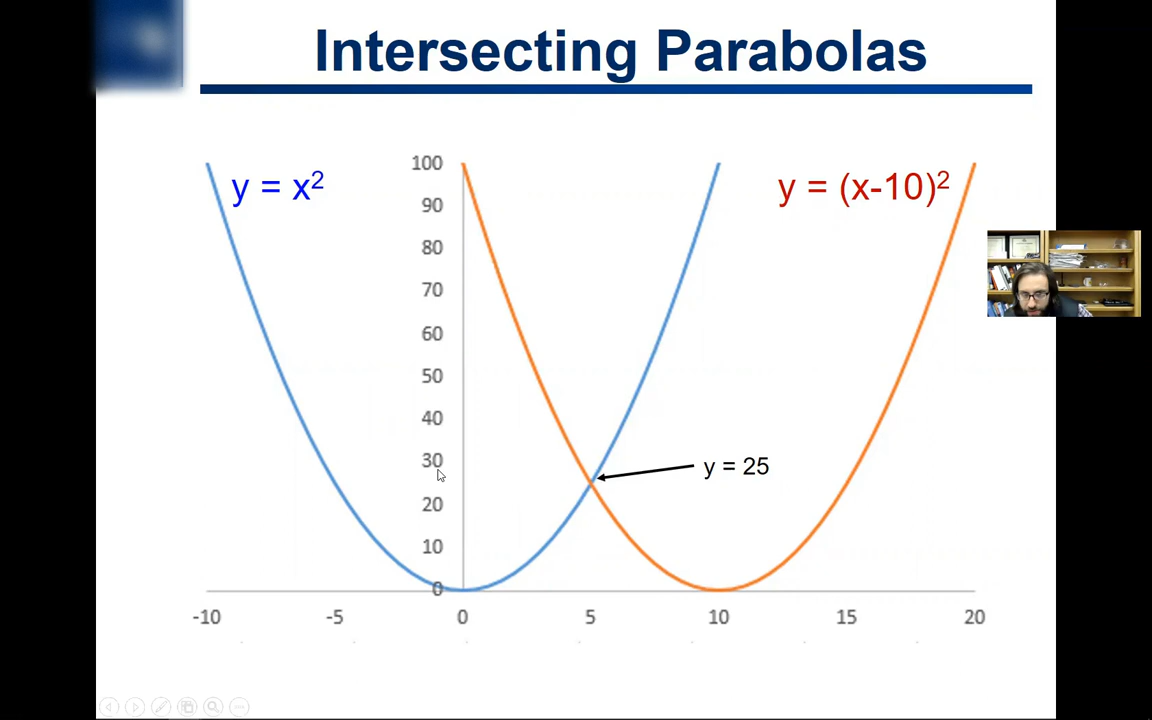 Intersecting Parabolas
y = x²
y = (x-10)²
100
90
80
70
60
50
40
30
20
10
0
y = 25
-10 -5 0 5 10 15 20